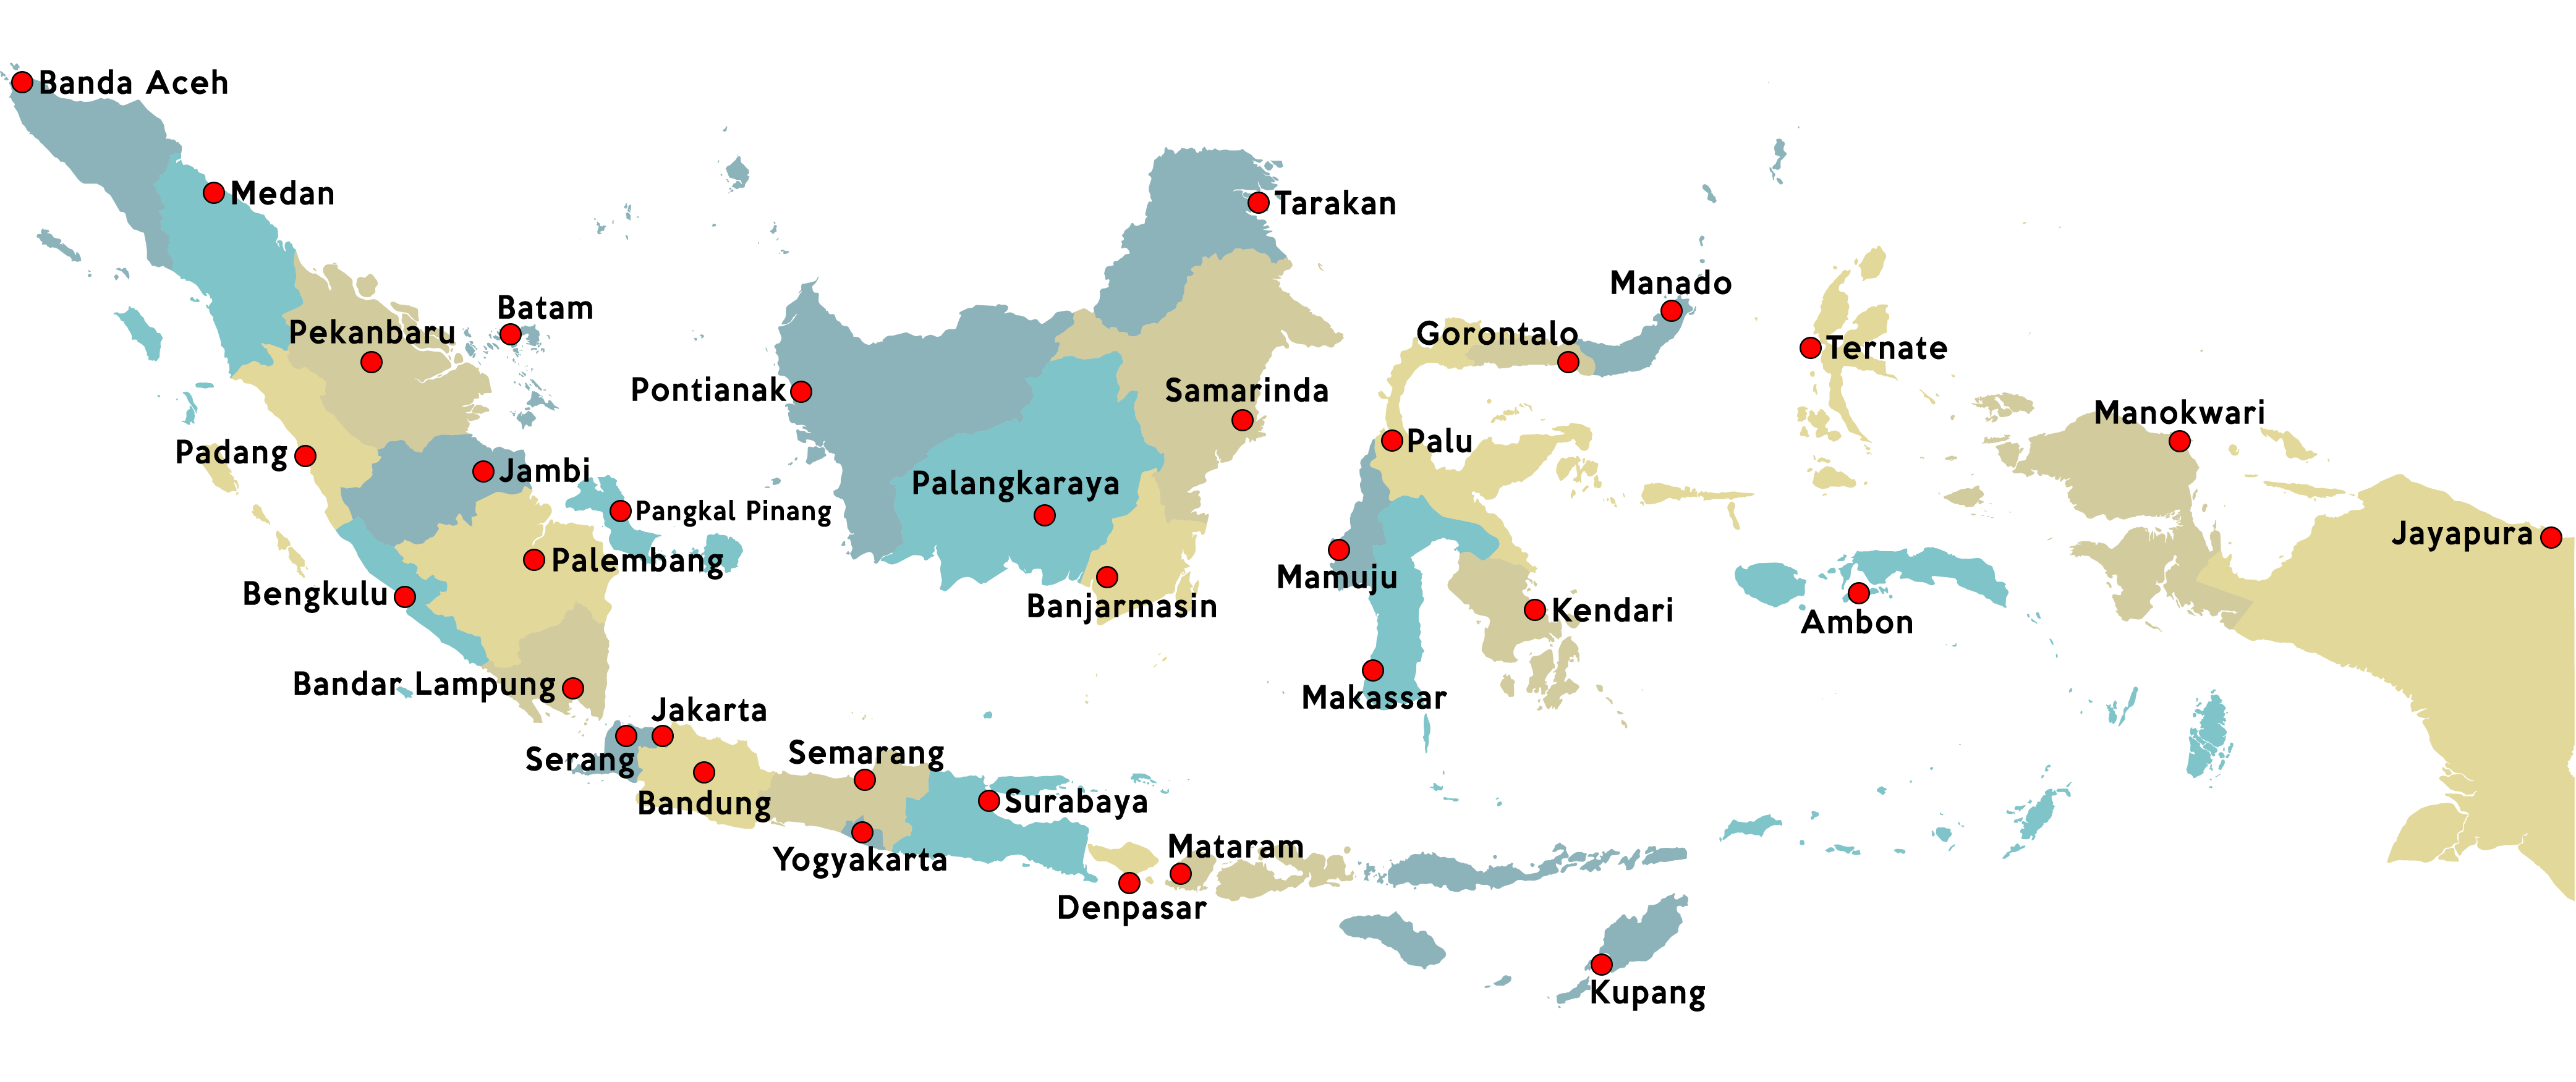 Banda Aceh
Medan
Tarakan
Manado
Batam
Pekanbaru
Gorontalo
Ternate
Pontianak
Samarinda
Manokwari
Padang
Palu
Jambi
Palangkaraya
Pangkal Pinang
Jayapura
Palembang
Mamuju
Bengkulu
Banjarmasin
Kendari
Ambon
Bandar Lampung
Makassar
Jakarta
Serang
Semarang
Bandung
Surabaya
Yogyakarta
Mataram
Denpasar
Kupang